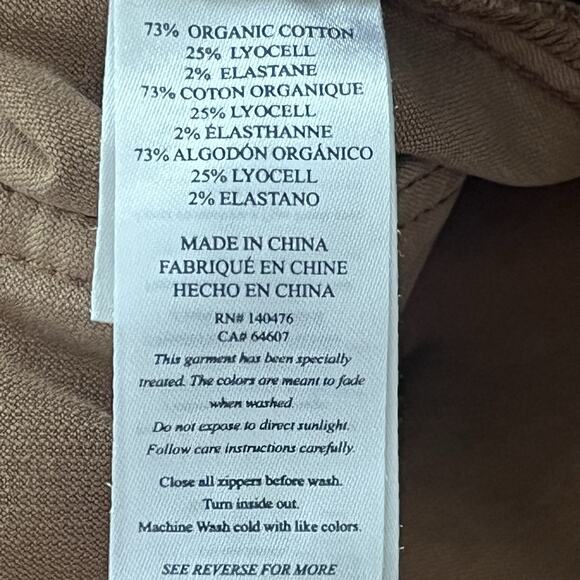 73% ORGANIC COTTON
25% LYOCELL
2% ELASTANE
73% COTON ORGANIQUE
25% LYOCELL
2% ÉLASTHANNE
73% ALGODÓN ORGÁNICO
25% LYOCELL
2% ELASTANO
MADE IN CHINA
FABRIQUÉ EN CHINE
HECHO EN CHINA
RN# 140476
CA# 64607
This garment has been specially
treated. The colors are meant to fade
when washed.
Do not expose to direct sunlight.
Follow care instructions carefully.
Close all zippers before wash.
Turn inside out.
Machine Wash cold with like colors.
SEE REVERSE FOR MORE